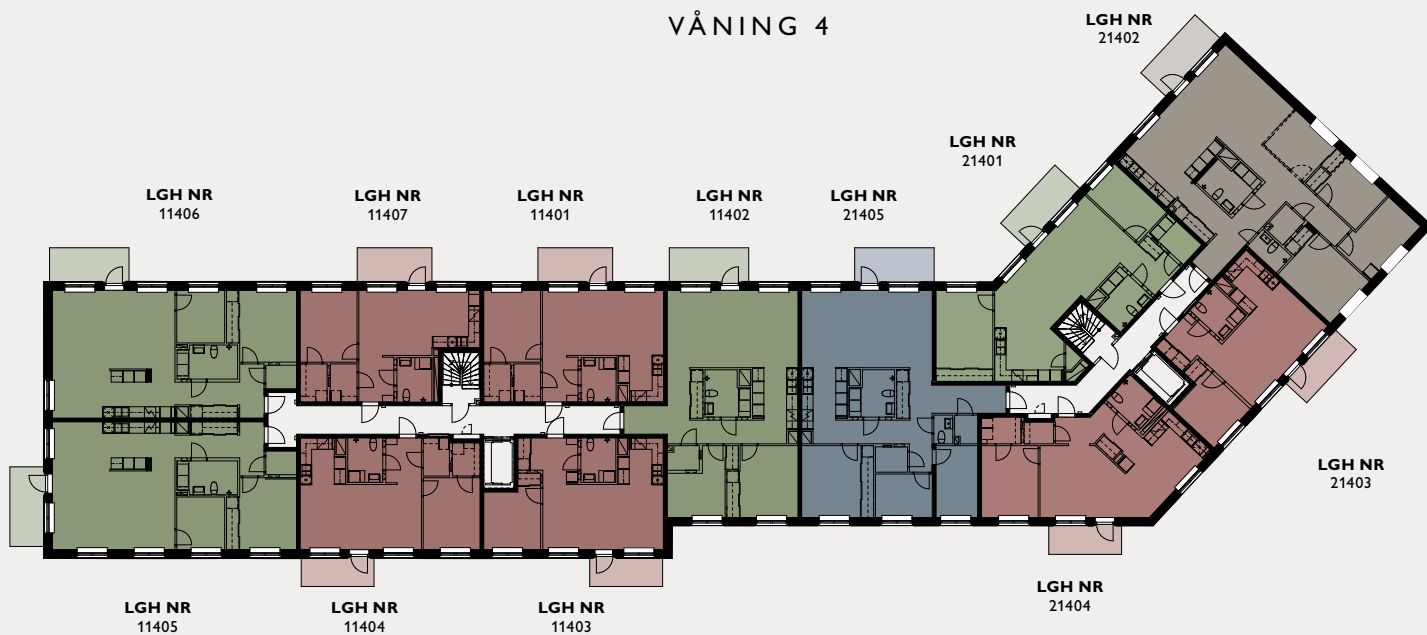 VÅNING 4
LGH NR
21402
LGH NR
21401
LGH NR
11406
LGH NR
11407
LGH NR
11401
LGH NR
11402
LGH NR
21405
LGH NR
21403
LGH NR
21404
LGH NR
11405
LGH NR
11404
LGH NR
11403